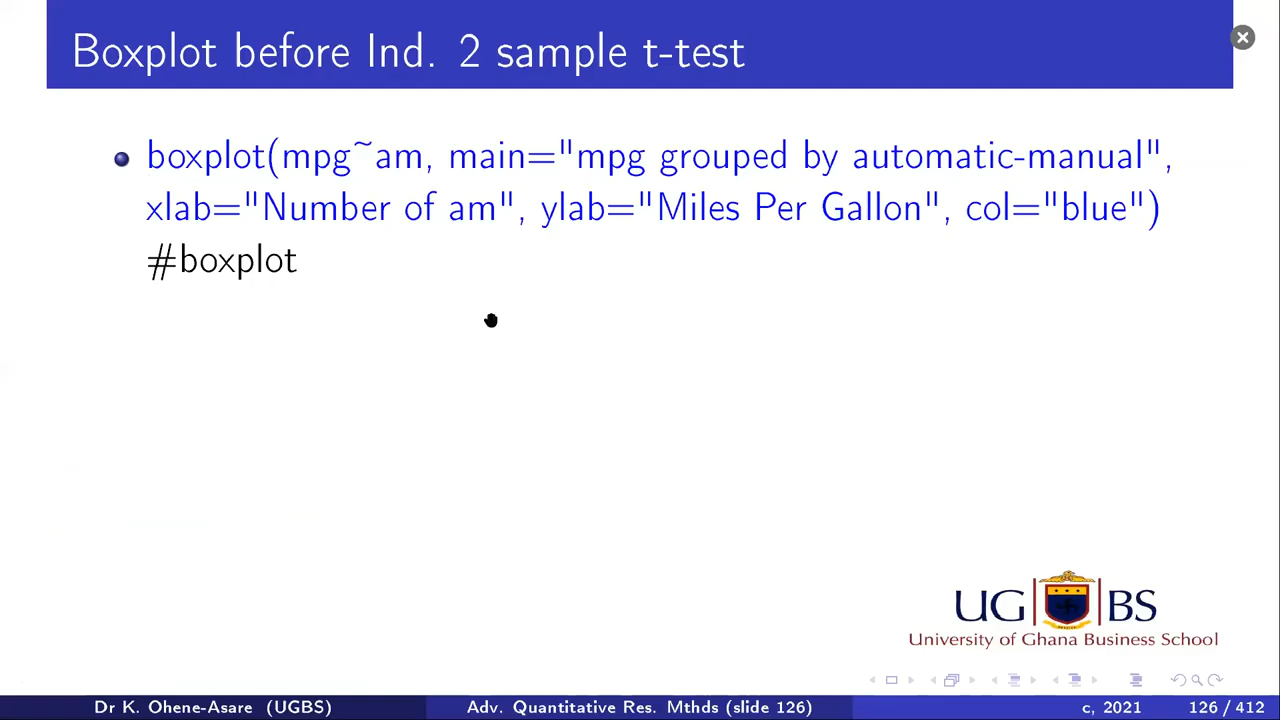 Boxplot before Ind. 2 sample t-test
boxplot(mpg~am, main="mpg grouped by automatic-manual",
xlab="Number of am", ylab="Miles Per Gallon", col="blue")
#boxplot
UG BS
University of Ghana Business School
Dr K. Ohene-Asare (UGBS) Adv. Quantitative Res. Mthds (slide 126) c, 2021 126 / 412